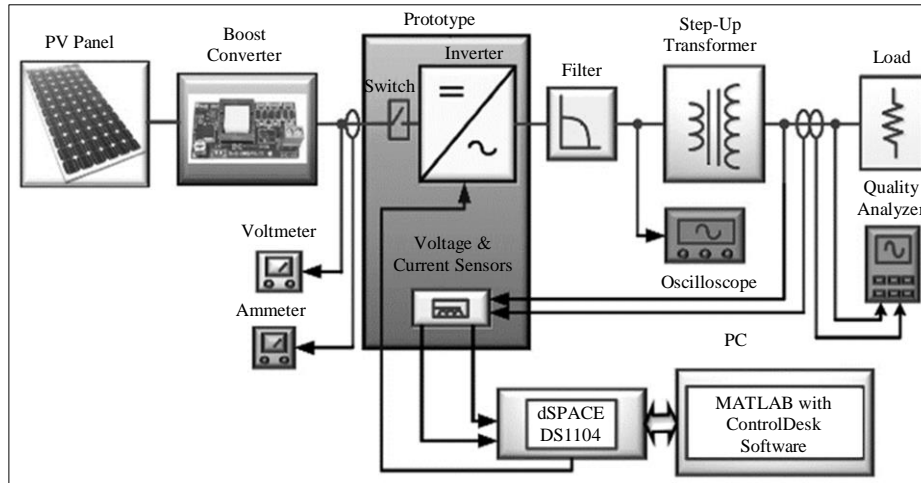 Prototype
PV Panel
Boost
Converter
Switch
Inverter
Filter
Step-Up
Transformer
Load
Quality
Analyzer
Voltmeter
Voltage &
Current Sensors
Oscilloscope
Ammeter
PC
dSPACE
DS1104
MATLAB with
ControlDesk
Software